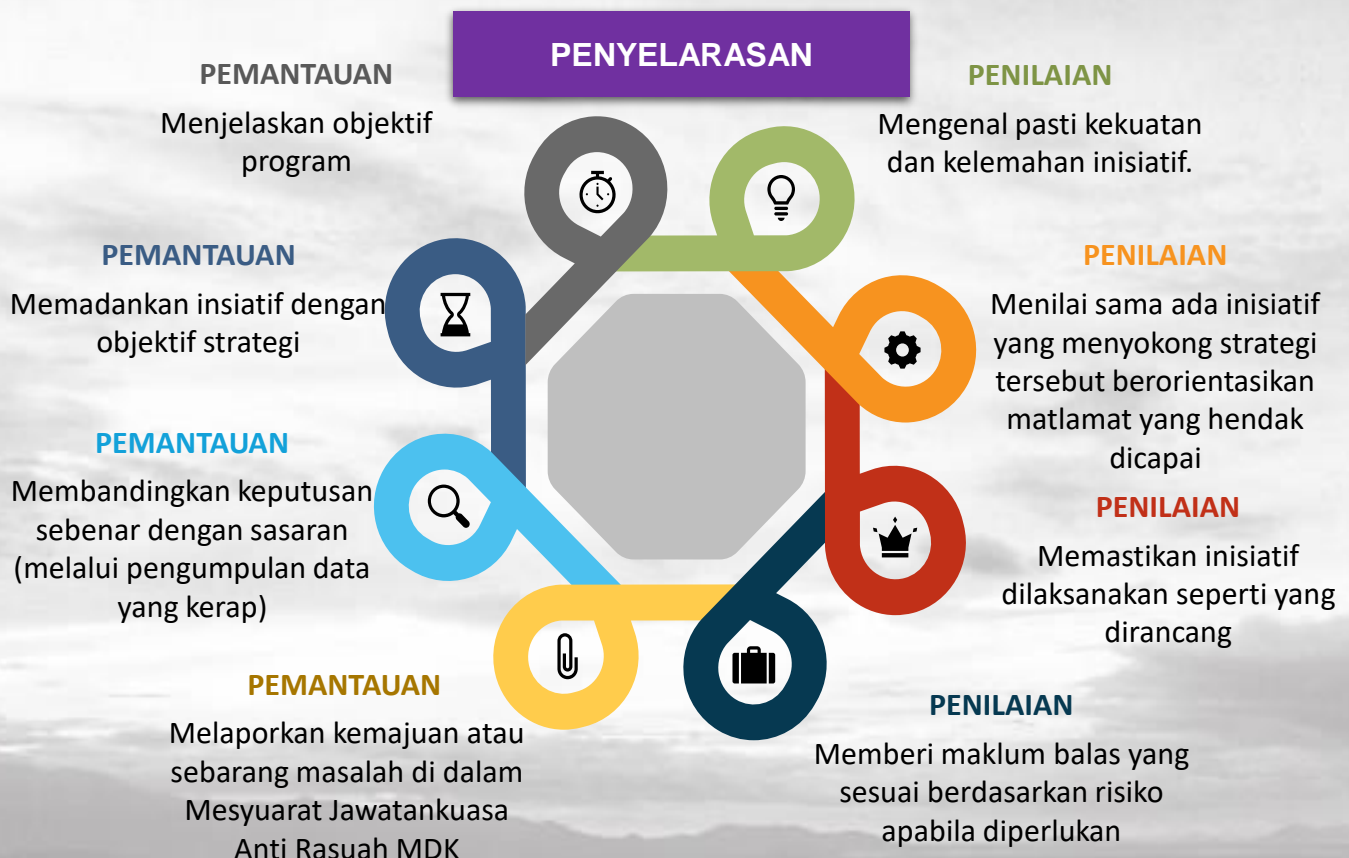 PENYELARASAN
PEMANTAUAN
Menjelaskan objektif
program
PEMANTAUAN
Memadankan insiatif dengan
objektif strategi
PEMANTAUAN
Membandingkan keputusan
sebenar dengan sasaran
(melalui pengumpulan data
yang kerap)
PEMANTAUAN
Melaporkan kemajuan atau
sebarang masalah di dalam
Mesyuarat Jawatankuasa
Anti Rasuah MDK
PENILAIAN
Mengenal pasti kekuatan
dan kelemahan inisiatif.
PENILAIAN
Menilai sama ada inisiatif
yang menyokong strategi
tersebut berorientasikan
matlamat yang hendak
dicapai
PENILAIAN
Memastikan inisiatif
dilaksanakan seperti yang
dirancang
PENILAIAN
Memberi maklum balas yang
sesuai berdasarkan risiko
apabila diperlukan